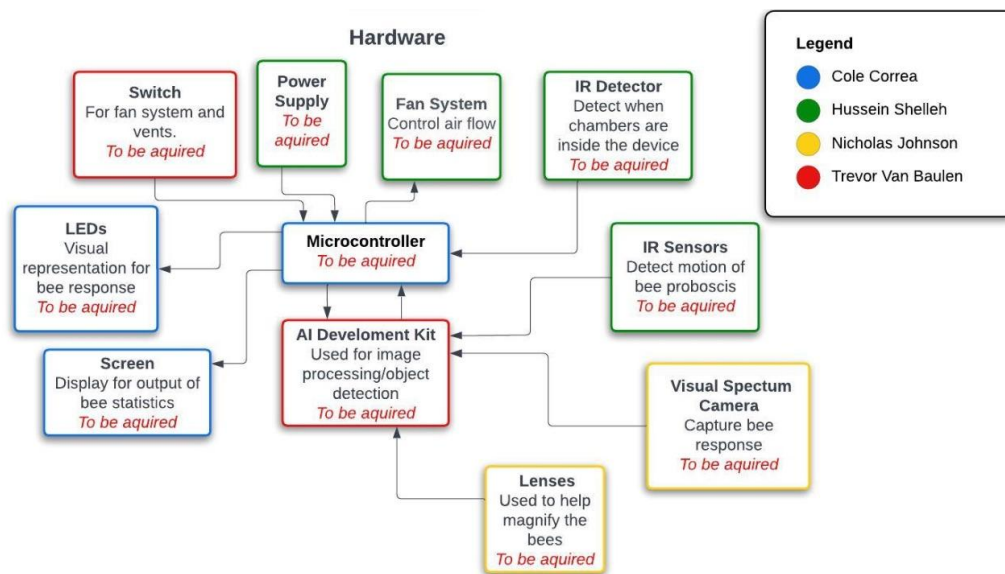 Hardware
Legend
Cole Correa
Hussein Shelleh
Nicholas Johnson
Trevor Van Baulen
Switch
For fan system and
vents.
To be aquired
Power
Supply
To be
aquired
Fan System
Control air flow
To be aquired
IR Detector
Detect when
chambers are
inside the device
To be aquired
LEDs
Visual
representation for
bee response
To be aquired
Microcontroller
To be aquired
IR Sensors
Detect motion of
bee proboscis
To be aquired
AI Develoment Kit
Used for image
processing/object
detection
To be aquired
Screen
Display for output of
bee statistics
To be aquired
Visual Spectum
Camera
Capture bee
response
To be aquired
Lenses
Used to help
magnify the
bees
To be aquired